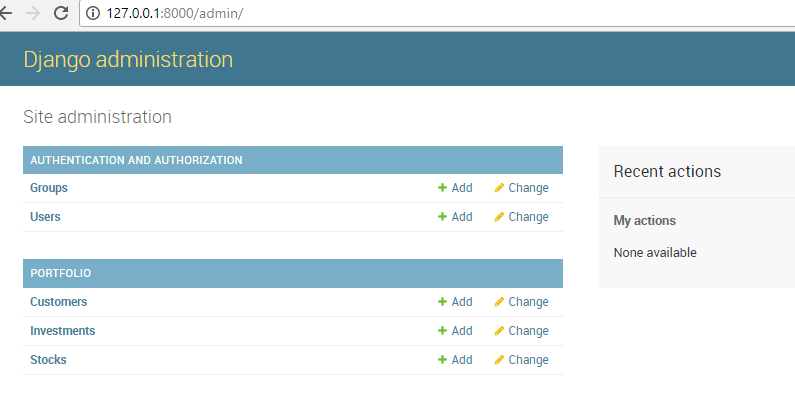 127.0.0.1:8000/admin/
Django administration
Site administration
AUTHENTICATION AND AUTHORIZATION
Groups Add Change
Users Add Change
PORTFOLIO
Customers Add Change
Investments Add Change
Stocks Add Change
Recent actions
My actions
None available